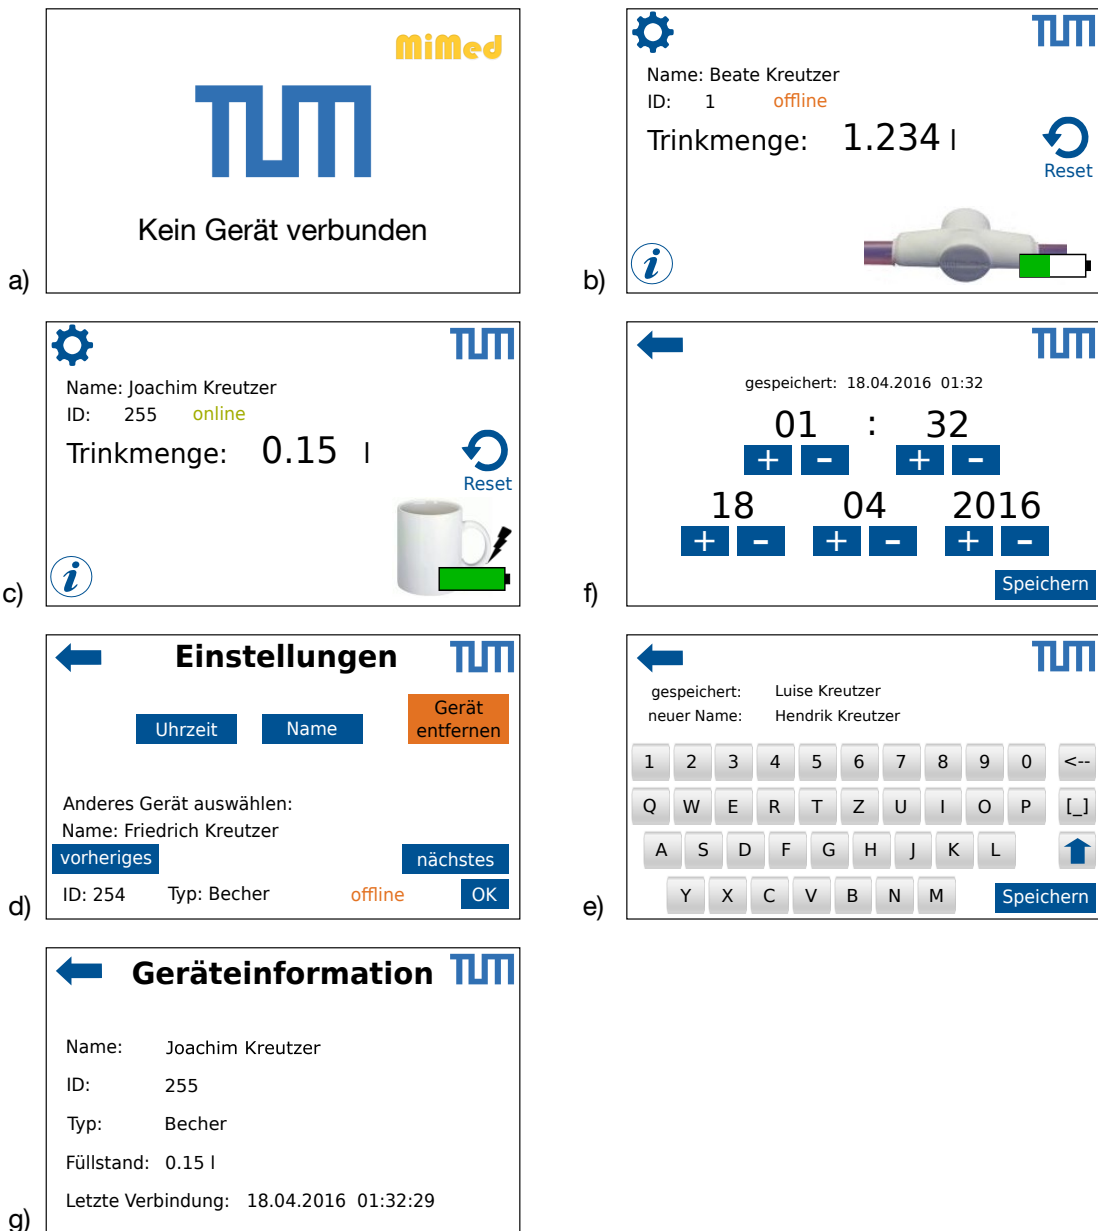 MiMed
TUM
Kein Gerät verbunden
a)
TUM
Name: Beate Kreutzer
ID: 1 offline
Trinkmenge: 1.234 l
Reset
i
b)
TUM
Name: Joachim Kreutzer
ID: 255 online
Trinkmenge: 0.15 l
Reset
i
c)
TUM
gespeichert: 18.04.2016 01:32
01 : 32
+ - + -
18 04 2016
+ - + - + -
Speichern
f)
Einstellungen TUM
Uhrzeit Name Gerät
entfernen
Anderes Gerät auswählen:
Name: Friedrich Kreutzer
vorheriges nächstes
ID: 254 Typ: Becher offline OK
d)
TUM
gespeichert: Luise Kreutzer
neuer Name: Hendrik Kreutzer
1 2 3 4 5 6 7 8 9 0 <--
Q W E R T Z U I O P [_]
A S D F G H J K L
Y X C V B N M Speichern
e)
Geräteinformation TUM
Name: Joachim Kreutzer
ID: 255
Typ: Becher
Füllstand: 0.15 l
Letzte Verbindung: 18.04.2016 01:32:29
g)